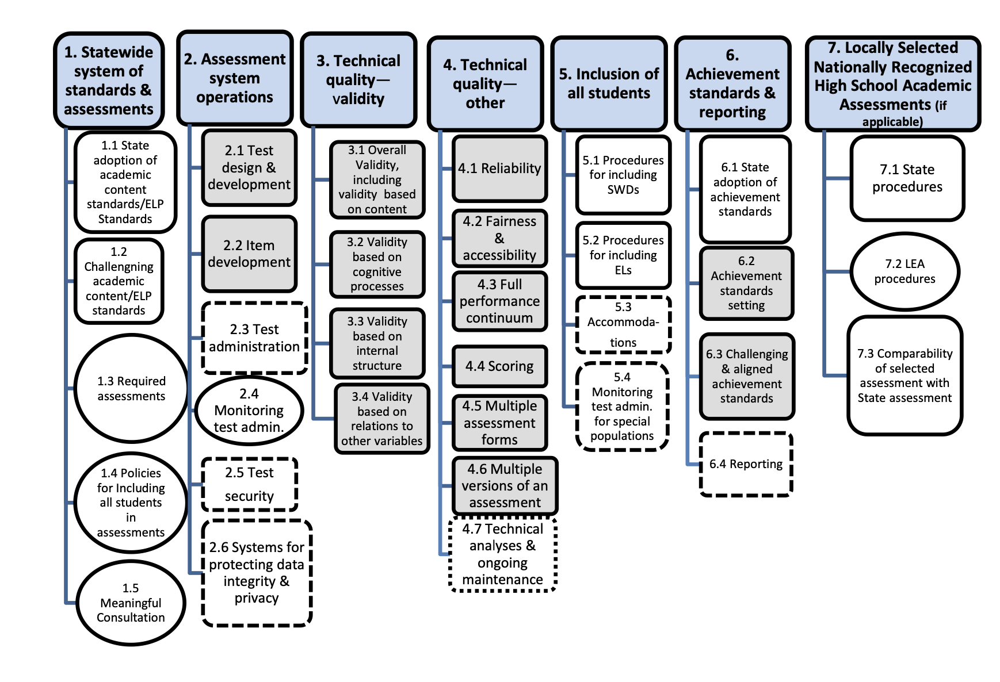 1. Statewide
system of
standards &
assessments
1.1 State
adoption of
academic
content
standards/ELP
Standards
1.2
Challengning
academic
content/ELP
standards
1.3 Required
assessments
1.4 Policies
for Including
all students
in
assessments
1.5
Meaningful
Consultation
2. Assessment
system
operations
2.1 Test
design &
development
2.2 Item
development
2.3 Test
administration
2.4
Monitoring
test admin.
2.5 Test
security
2.6 Systems for
protecting data
integrity &
privacy
3. Technical
quality—
validity
3.1 Overall
Validity,
including
validity based
on content
3.2 Validity
based on
cognitive
processes
3.3 Validity
based on
internal
structure
3.4 Validity
based on
relations to
other variables
4. Technical
quality—
other
4.1 Reliability
4.2 Fairness
&
accessibility
4.3 Full
performance
continuum
4.4 Scoring
4.5 Multiple
assessment
forms
4.6 Multiple
versions of an
assessment
4.7 Technical
analyses &
ongoing
maintenance
5. Inclusion of
all students
5.1 Procedures
for including
SWDs
5.2 Procedures
for including
ELs
5.3
Accommoda-
tions
5.4
Monitoring
test admin.
for special
populations
6.
Achievement
standards &
reporting
6.1 State
adoption of
achievement
standards
6.2
Achievement
standards
setting
6.3 Challenging
& aligned
achievement
standards
6.4 Reporting
7. Locally Selected
Nationally Recognized
High School Academic
Assessments (if
applicable)
7.1 State
procedures
7.2 LEA
procedures
7.3 Comparability
of selected
assessment with
State assessment